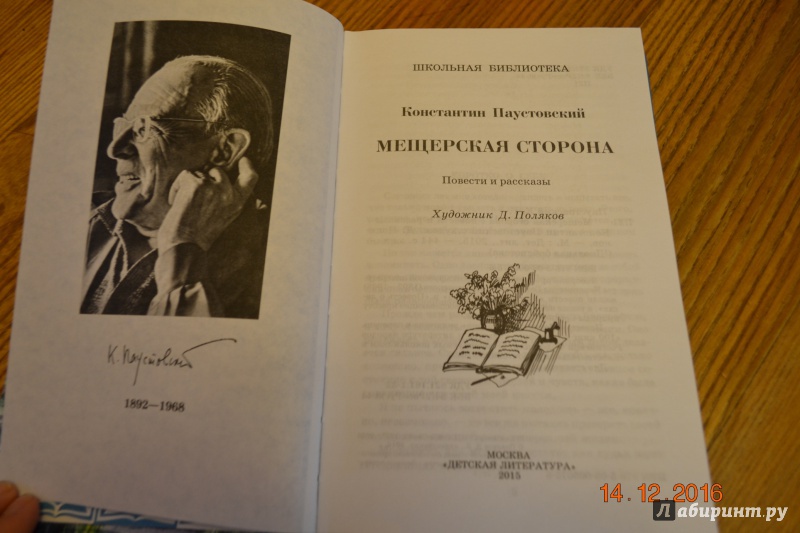 К. Паустовский
1892—1968
ШКОЛЬНАЯ БИБЛИОТЕКА
Константин Паустовский
МЕЩЕРСКАЯ СТОРОНА
Повести и рассказы
Художник Д. Поляков
МОСКВА
«ДЕТСКАЯ ЛИТЕРАТУРА»
2015
14.12.2016
Лабиринт.ру